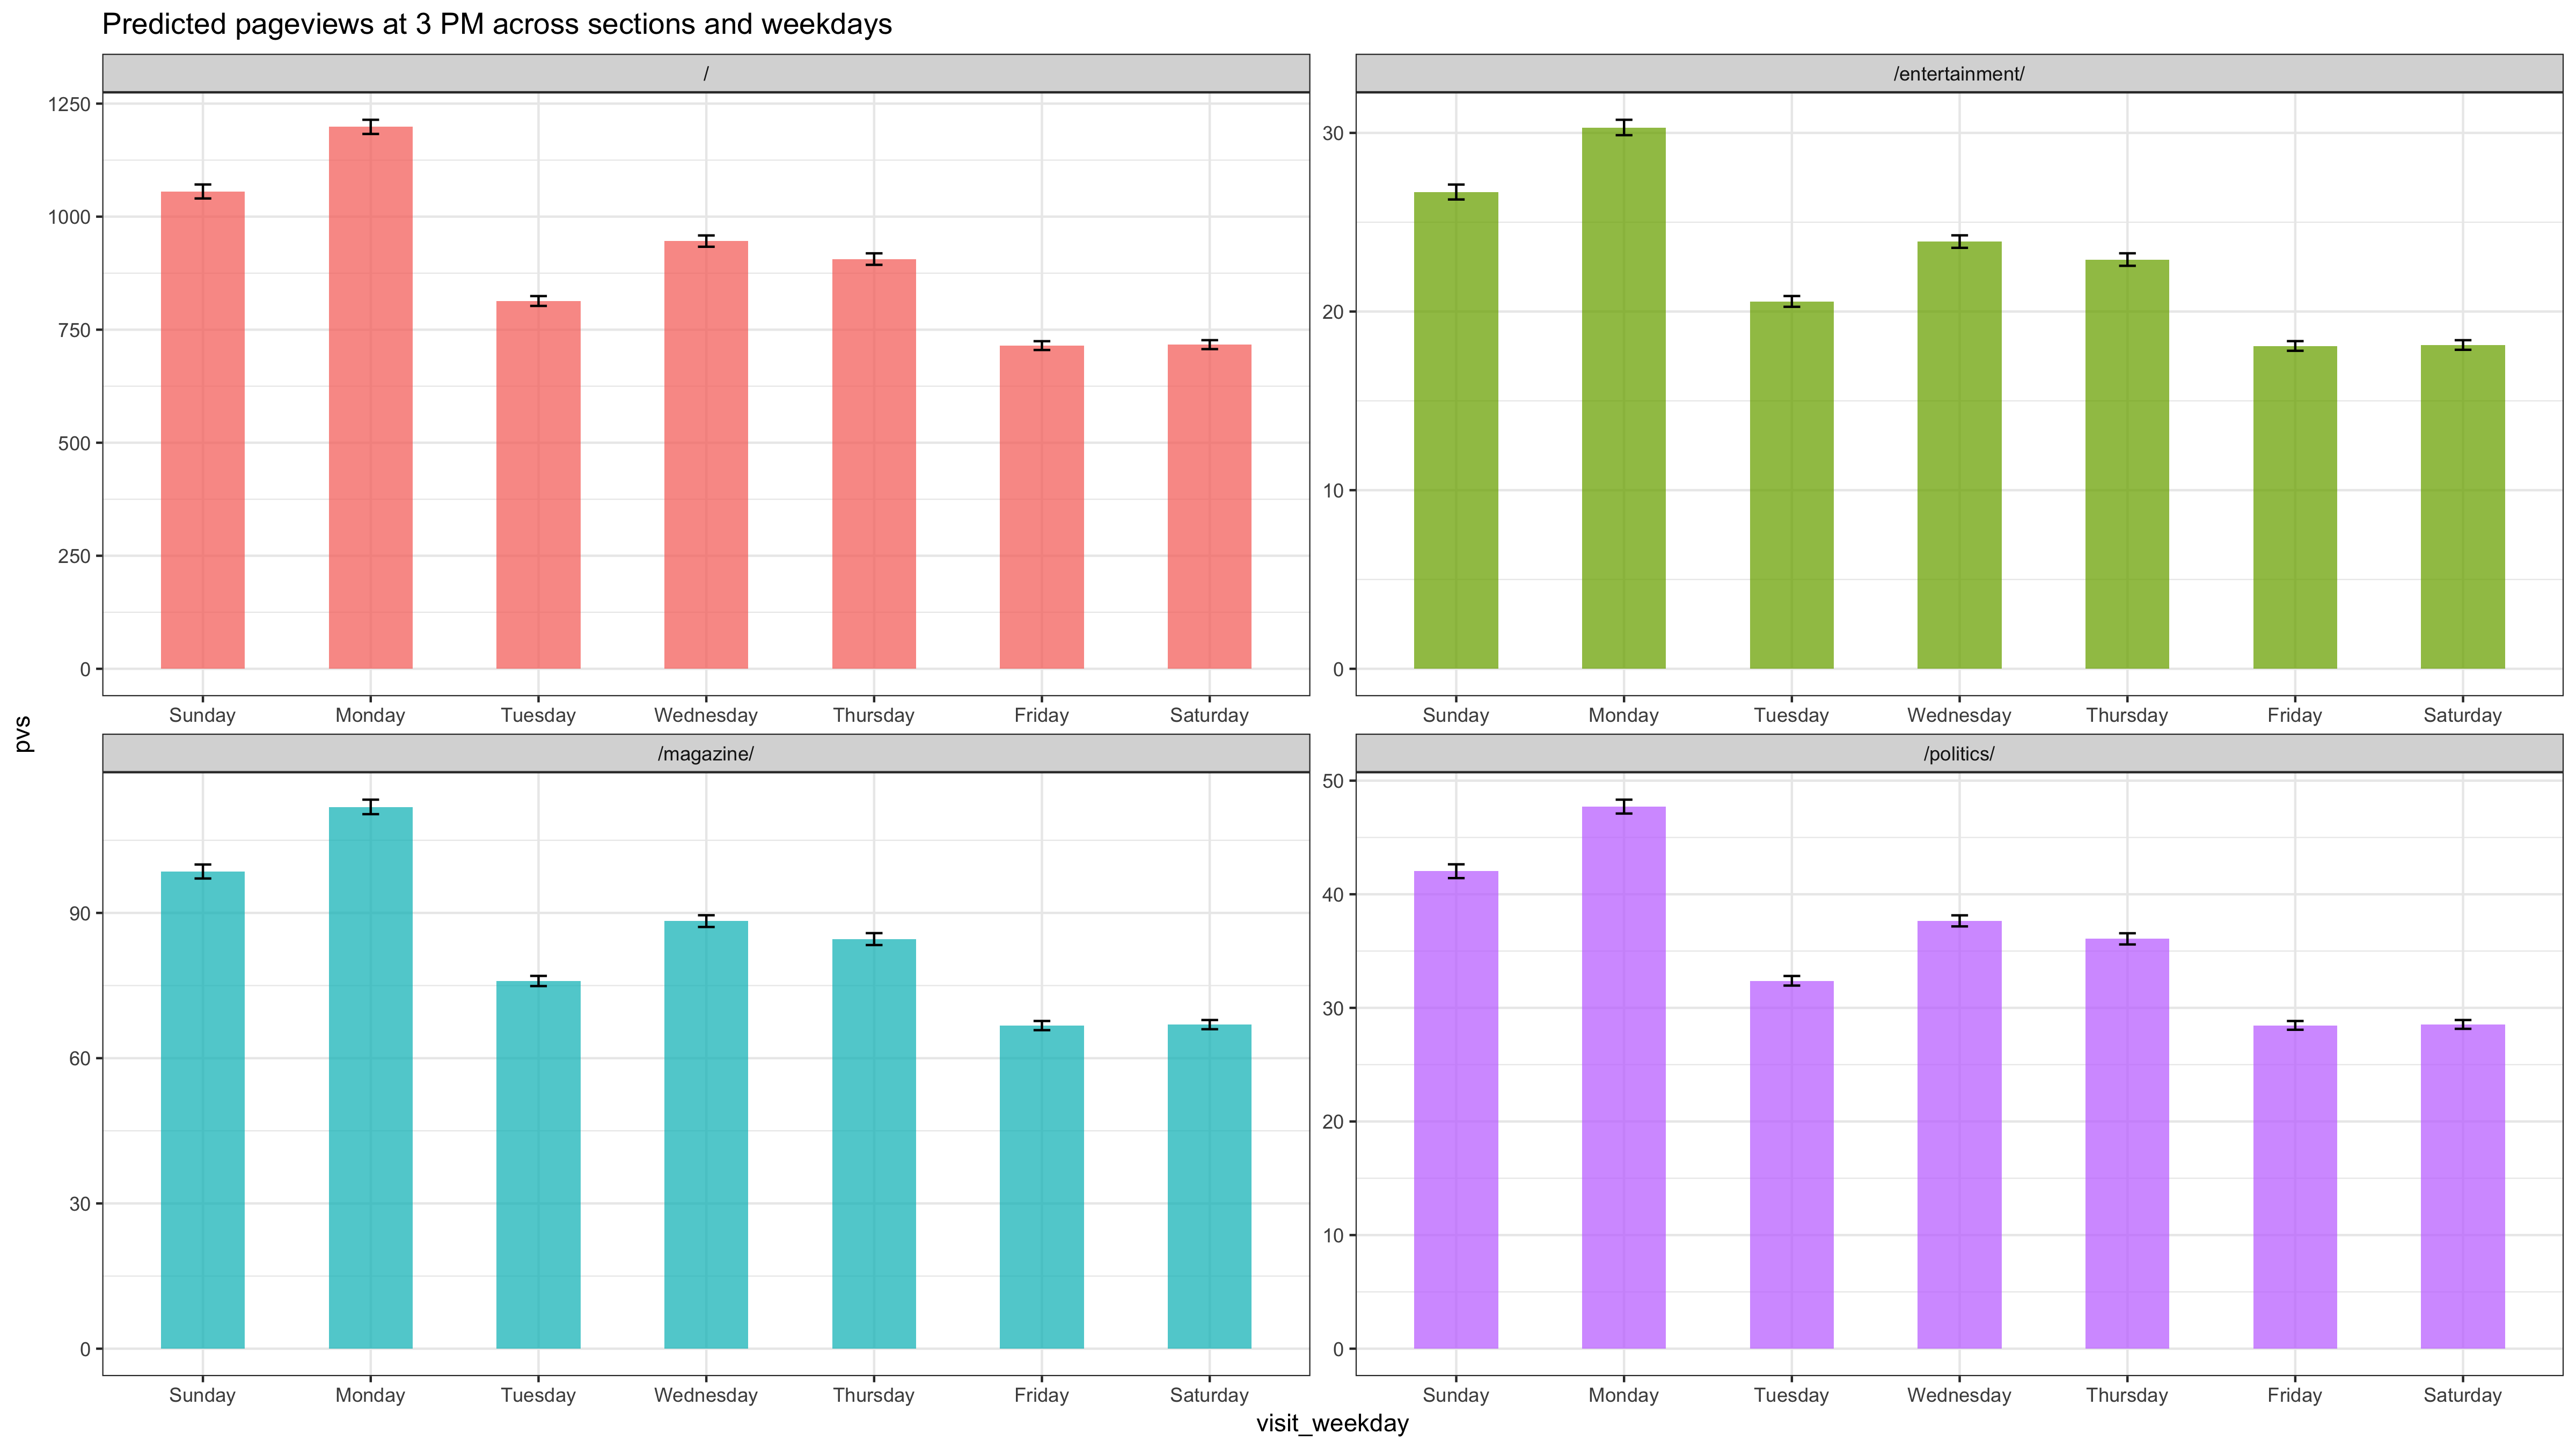 Predicted pageviews at 3 PM across sections and weekdays
/
1250
1000
750
500
250
0
Sunday Monday Tuesday Wednesday Thursday Friday Saturday
/entertainment/
30
20
10
0
Sunday Monday Tuesday Wednesday Thursday Friday Saturday
pvs
/magazine/
90
60
30
0
Sunday Monday Tuesday Wednesday Thursday Friday Saturday
/politics/
50
40
30
20
10
0
Sunday Monday Tuesday Wednesday Thursday Friday Saturday
visit_weekday